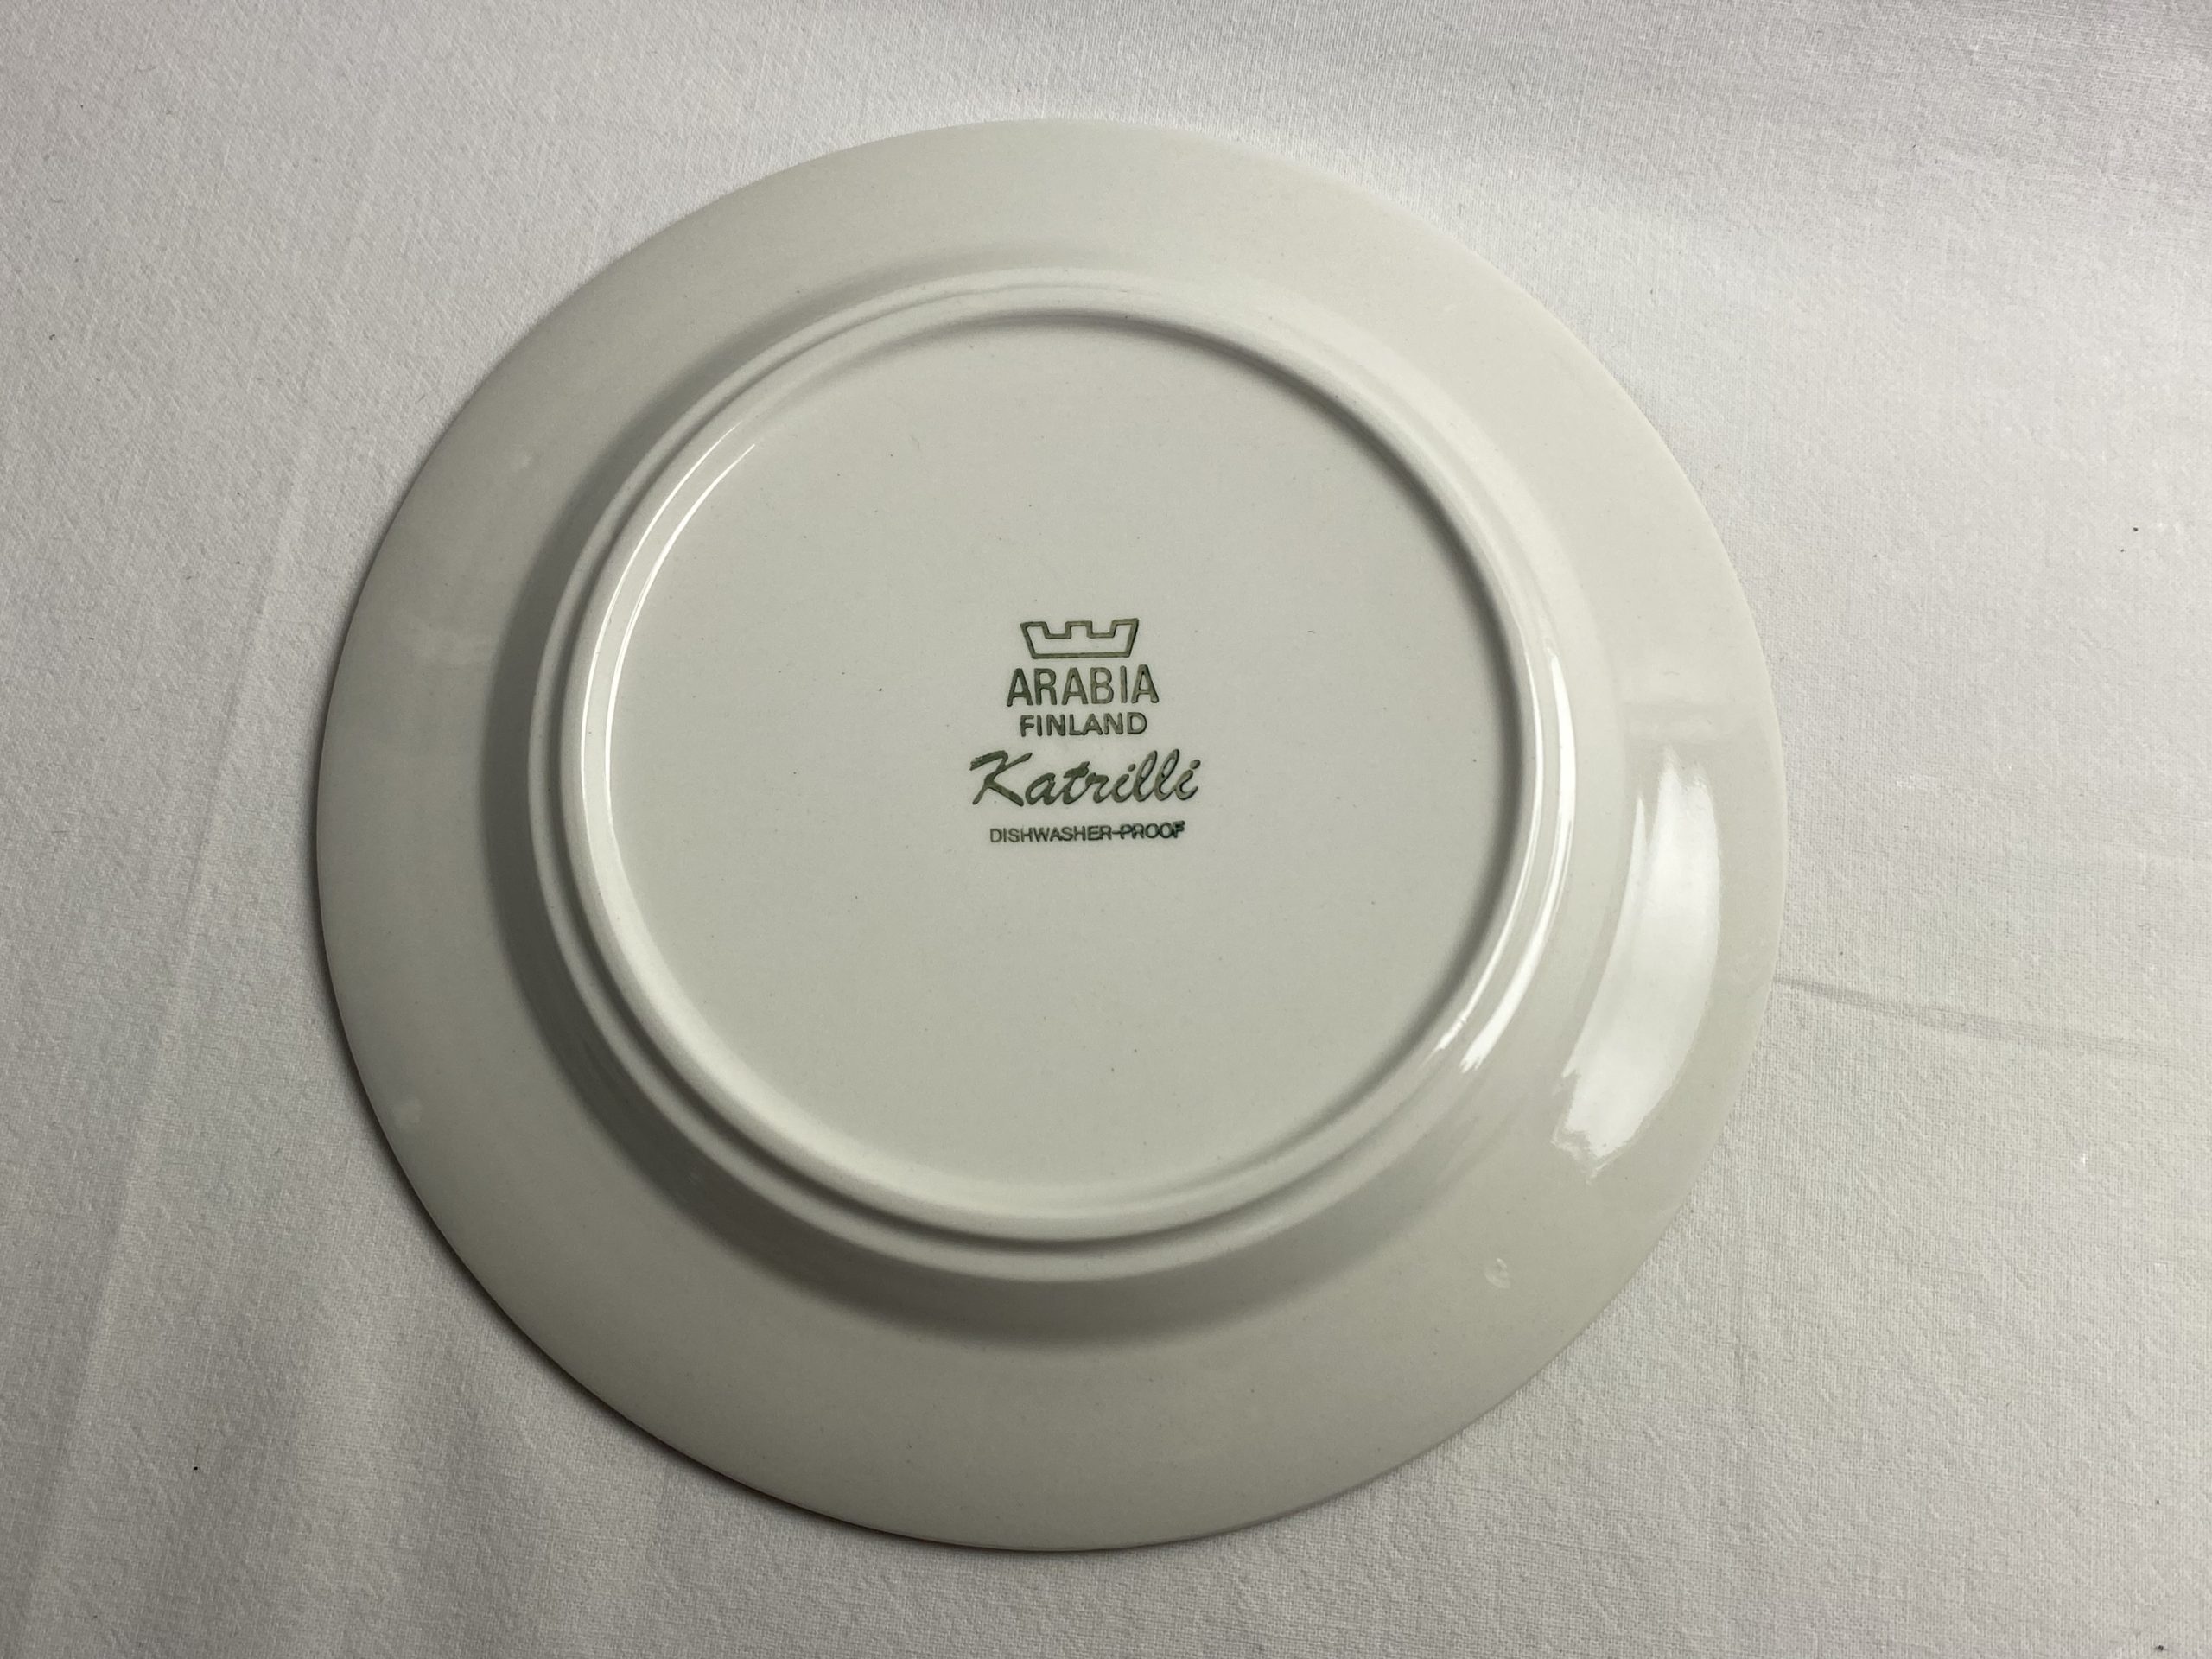 ARABIA
FINLAND
Katrilli
DISHWASHER-PROOF